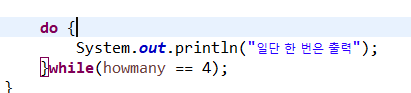 do {
System.out.println("일단 한 번은 출력");
}while(howmany == 4);
}